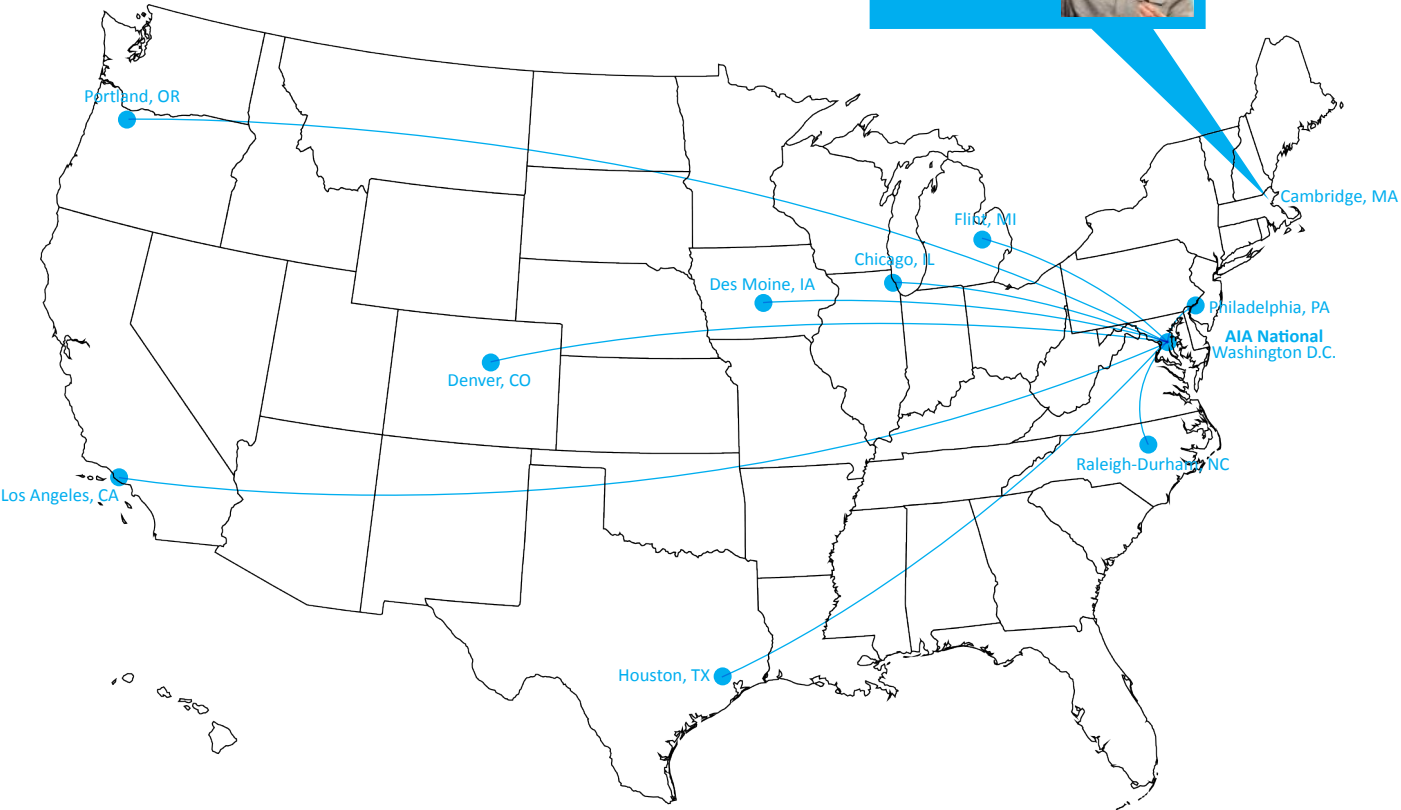 Portland, OR
Cambridge, MA
Flint, MI
Chicago, IL
Des Moine, IA
Philadelphia, PA
AIA National
Washington D.C.
Denver, CO
Raleigh-Durham, NC
Los Angeles, CA
Houston, TX